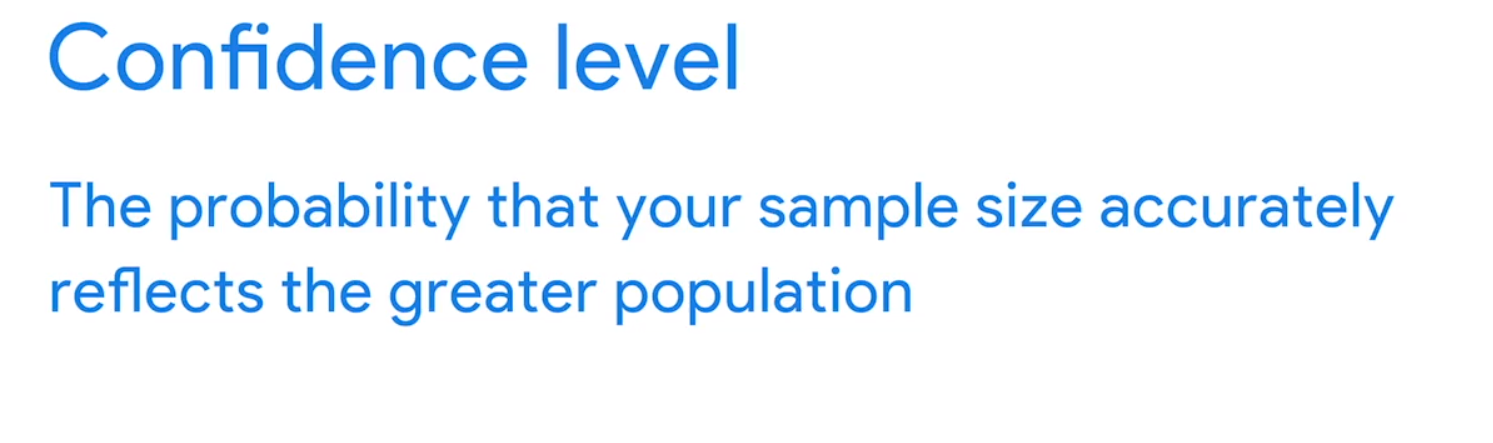 Confidence level
The probability that your sample size accurately
reflects the greater population